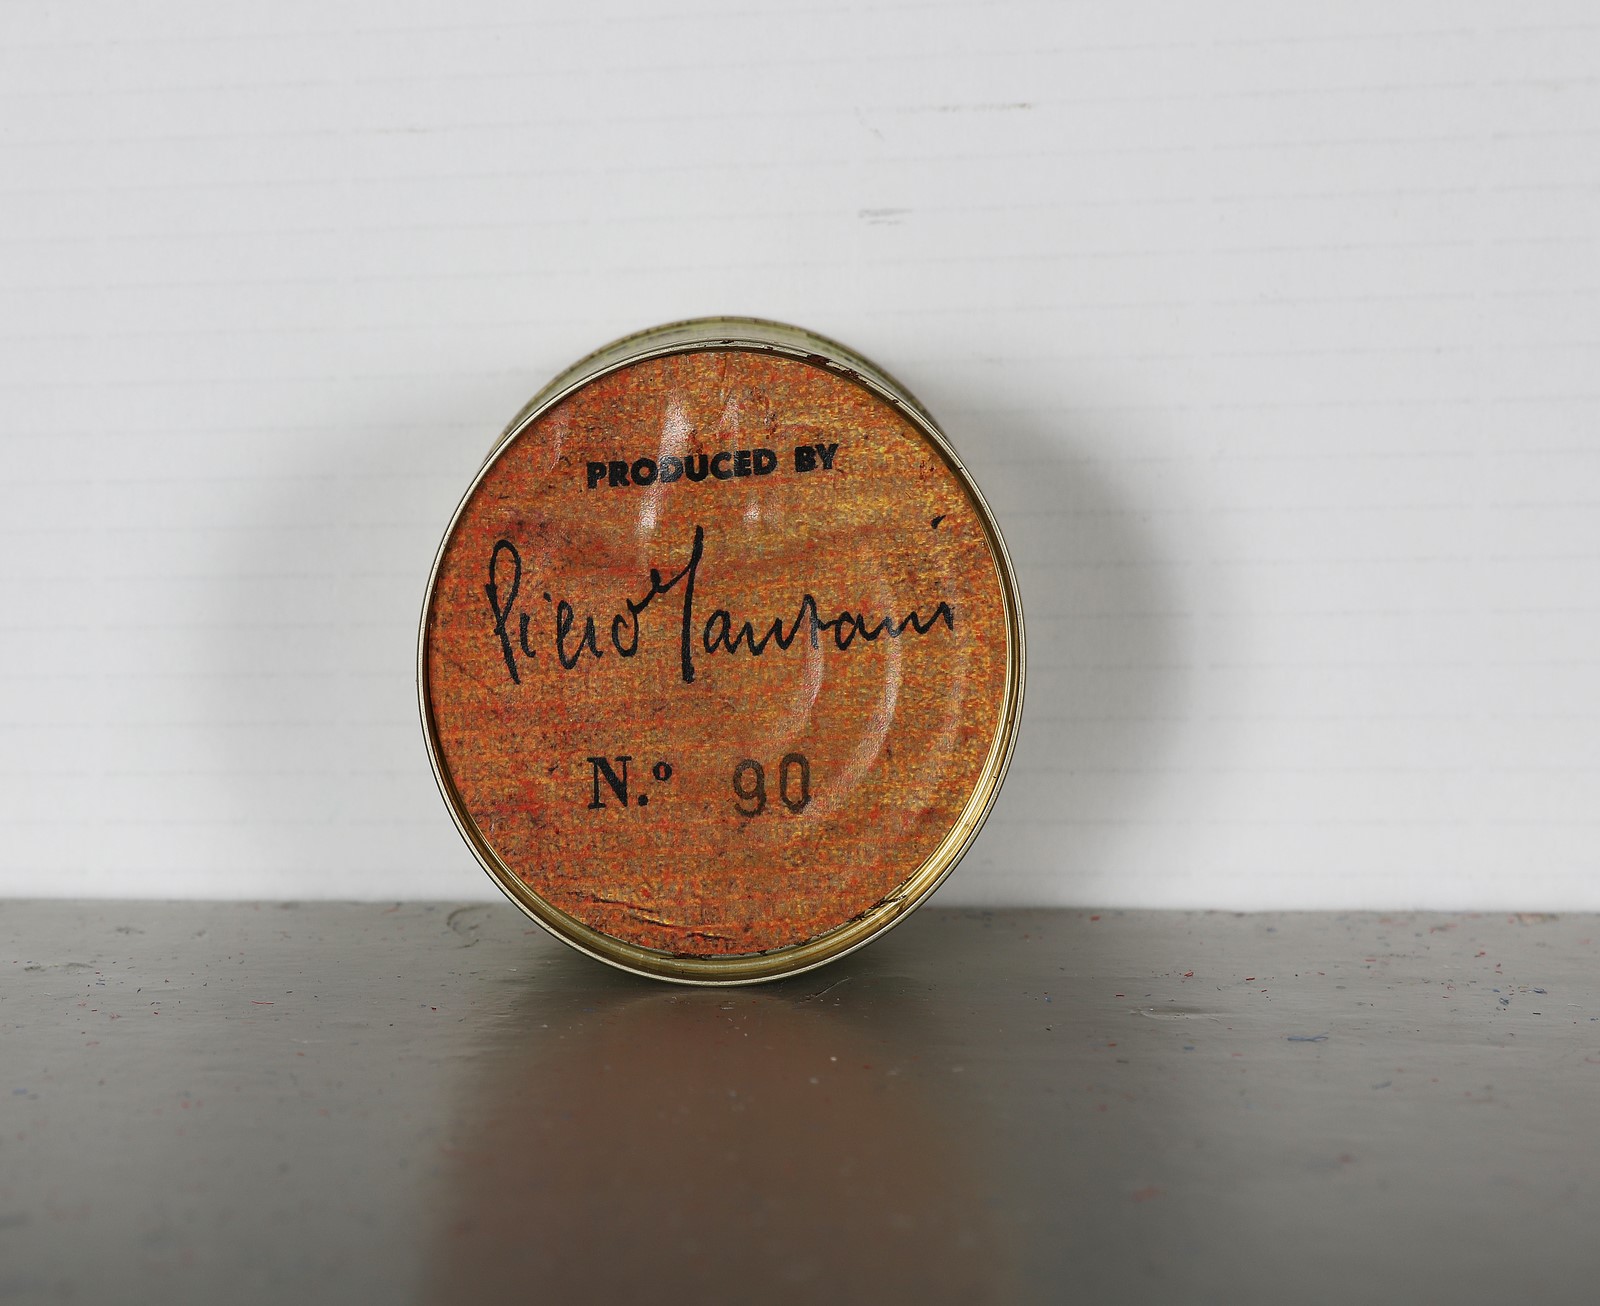 PRODUCED BY
Piero Manzoni
N.º 90